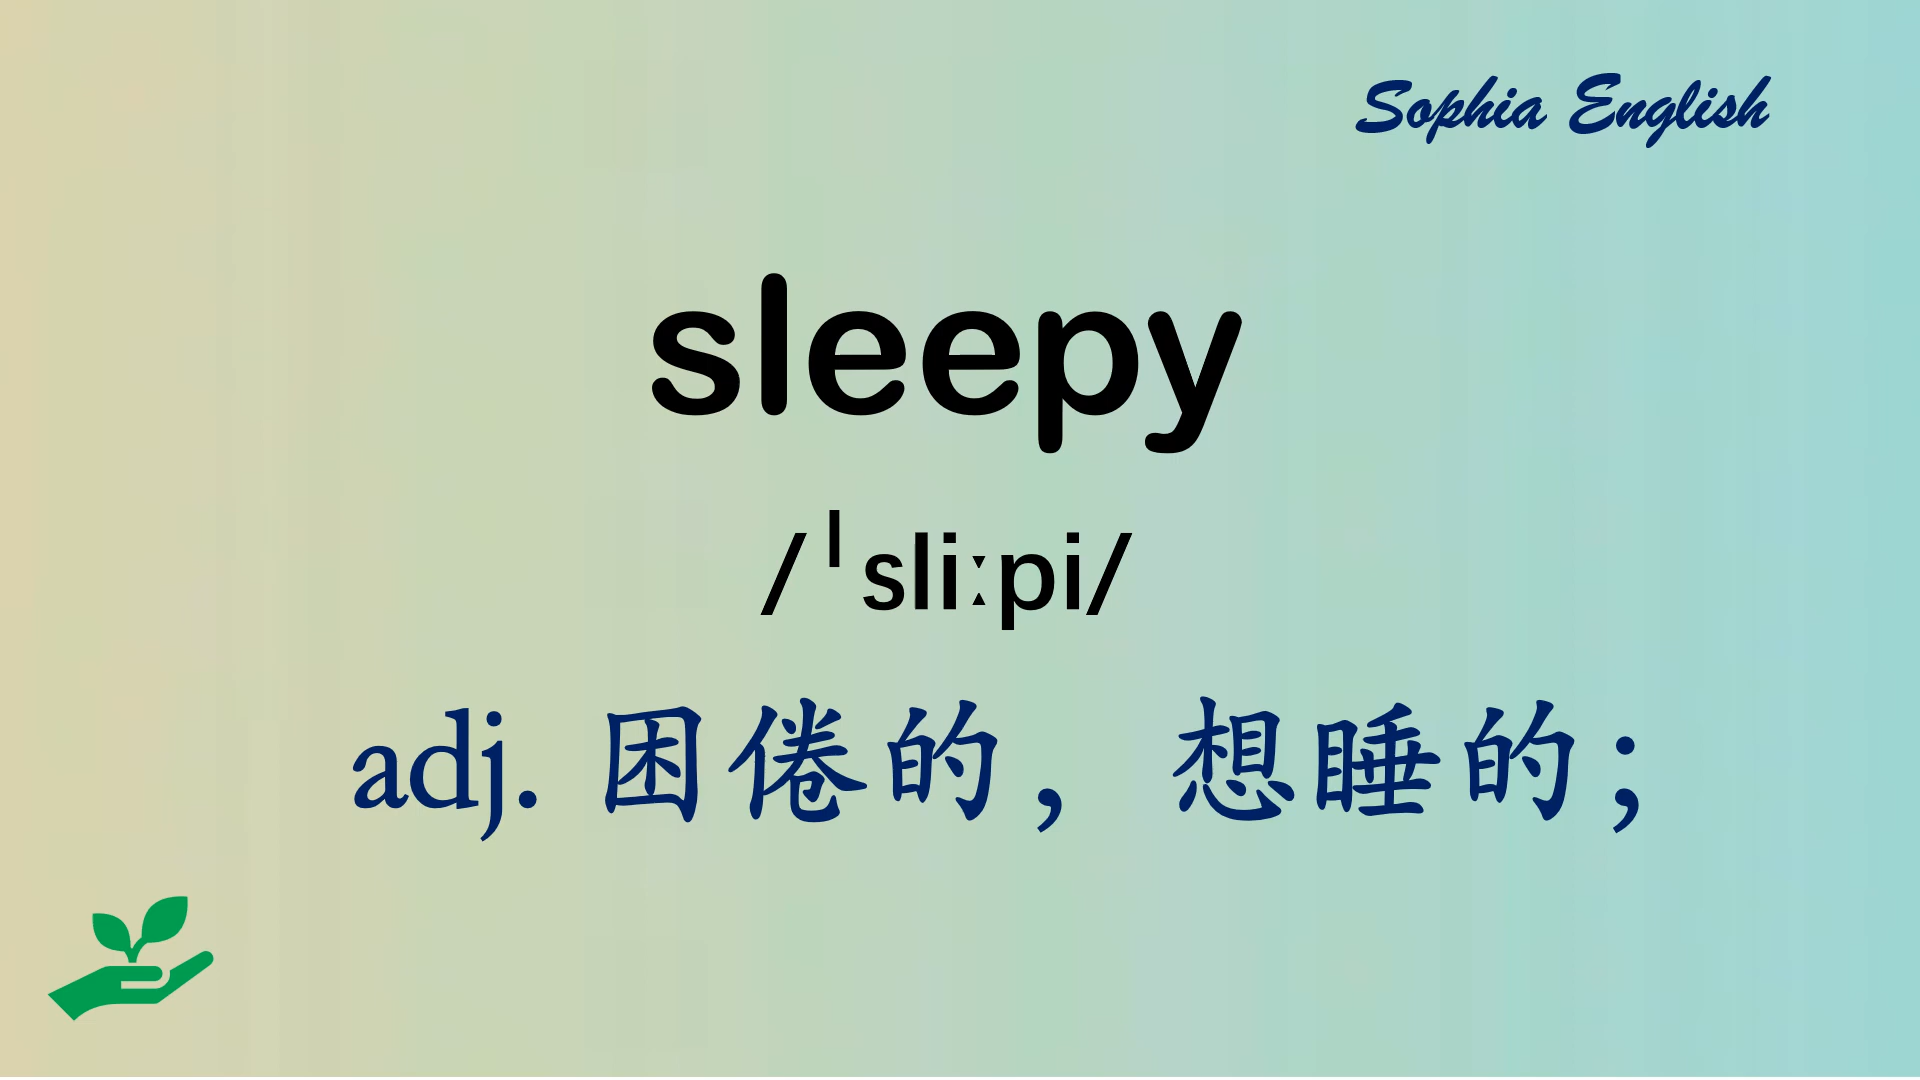 Sophia English
sleepy
/ˈsliːpi/
adj. 困倦的，想睡的；